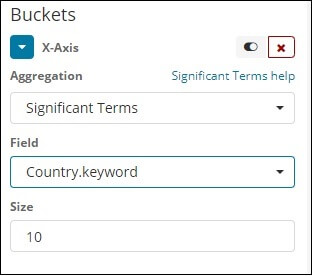 Buckets
X-Axis
Aggregation Significant Terms help
Significant Terms
Field
Country.keyword
Size
10